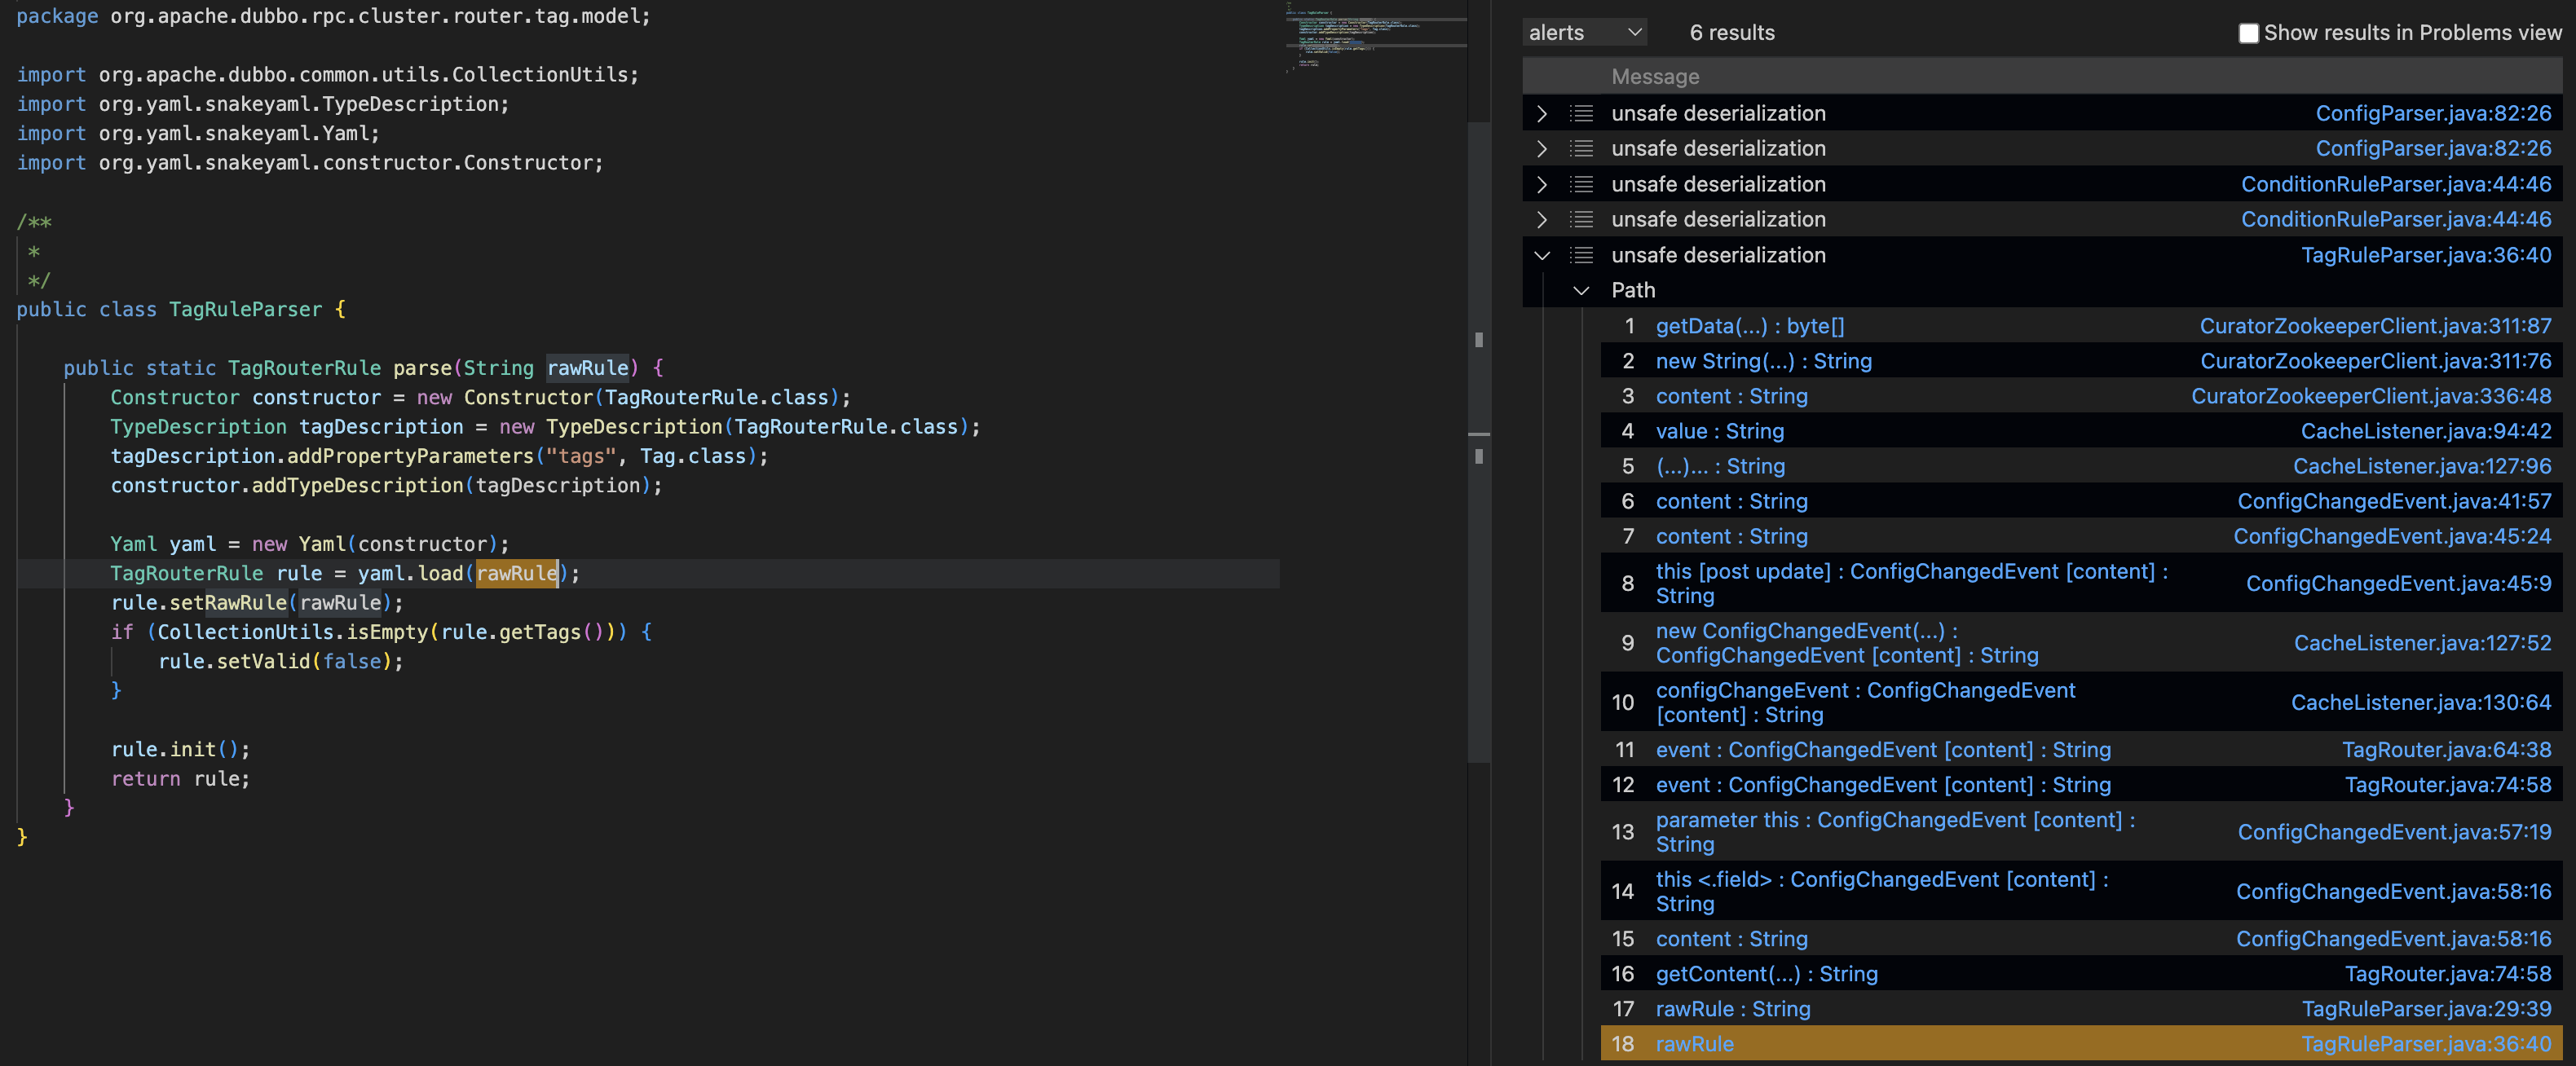 package org.apache.dubbo.rpc.cluster.router.tag.model;
import org.apache.dubbo.common.utils.CollectionUtils;
import org.yaml.snakeyaml.TypeDescription;
import org.yaml.snakeyaml.Yaml;
import org.yaml.snakeyaml.constructor.Constructor;
/**
*
*/
public class TagRuleParser {
public static TagRouterRule parse(String rawRule) {
Constructor constructor = new Constructor(TagRouterRule.class);
TypeDescription tagDescription = new TypeDescription(TagRouterRule.class);
tagDescription.addPropertyParameters("tags", Tag.class);
constructor.addTypeDescription(tagDescription);
Yaml yaml = new Yaml(constructor);
TagRouterRule rule = yaml.load(rawRule);
rule.setRawRule(rawRule);
if (CollectionUtils.isEmpty(rule.getTags())) {
rule.setValid(false);
}
rule.init();
return rule;
}
}
alerts 6 results Show results in Problems view
Message
unsafe deserialization ConfigParser.java:82:26
unsafe deserialization ConfigParser.java:82:26
unsafe deserialization ConditionRuleParser.java:44:46
unsafe deserialization ConditionRuleParser.java:44:46
unsafe deserialization TagRuleParser.java:36:40
Path
1 getData(...) : byte[] CuratorZookeeperClient.java:311:87
2 new String(...) : String CuratorZookeeperClient.java:311:76
3 content : String CuratorZookeeperClient.java:336:48
4 value : String CacheListener.java:94:42
5 (...)... : String CacheListener.java:127:96
6 content : String ConfigChangedEvent.java:41:57
7 content : String ConfigChangedEvent.java:45:24
8 this [post update] : ConfigChangedEvent [content] : ConfigChangedEvent.java:45:9
String
9 new ConfigChangedEvent(...) : CacheListener.java:127:52
ConfigChangedEvent [content] : String
10 configChangeEvent : ConfigChangedEvent CacheListener.java:130:64
[content] : String
11 event : ConfigChangedEvent [content] : String TagRouter.java:64:38
12 event : ConfigChangedEvent [content] : String TagRouter.java:74:58
13 parameter this : ConfigChangedEvent [content] : ConfigChangedEvent.java:57:19
String
14 this <.field> : ConfigChangedEvent [content] : ConfigChangedEvent.java:58:16
String
15 content : String ConfigChangedEvent.java:58:16
16 getContent(...) : String TagRouter.java:74:58
17 rawRule : String TagRuleParser.java:29:39
18 rawRule TagRuleParser.java:36:40